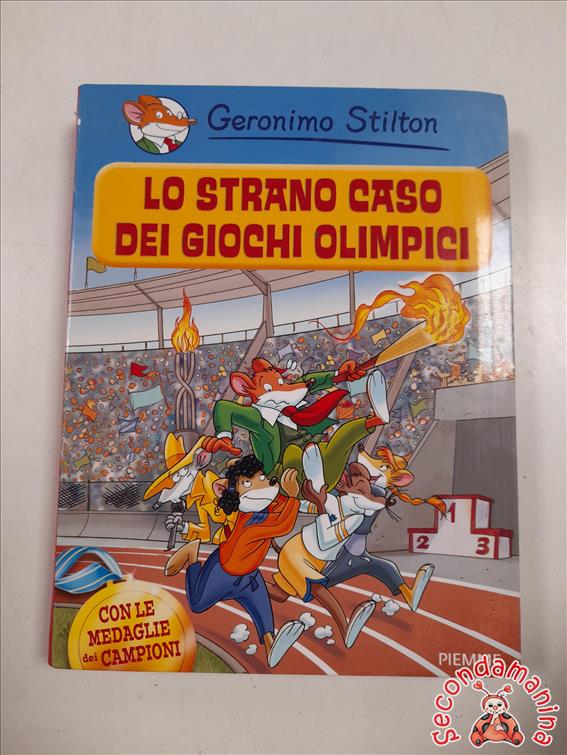 Geronimo Stilton
LO STRANO CASO
DEI GIOCHI OLIMPICI
1
2
3
CON LE
MEDAGLIE
dei CAMPIONI
PIEMME
Secondamanina